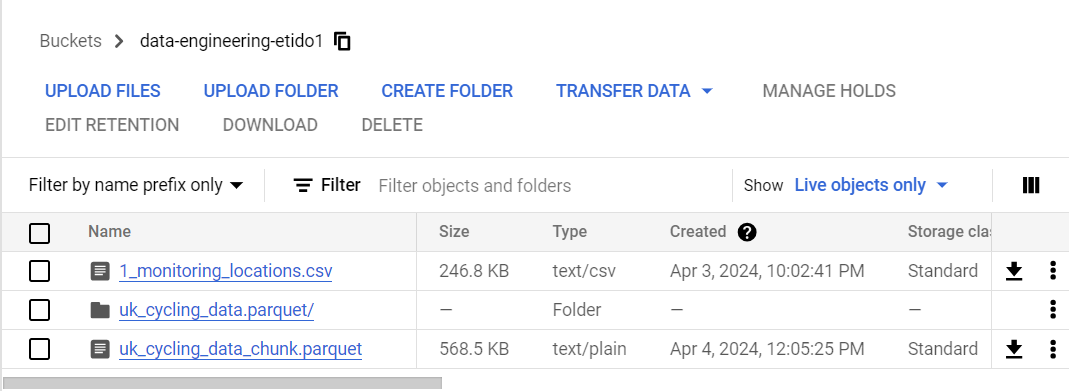 Buckets > data-engineering-etido1
UPLOAD FILES UPLOAD FOLDER CREATE FOLDER TRANSFER DATA MANAGE HOLDS
EDIT RETENTION DOWNLOAD DELETE
Filter by name prefix only Filter Filter objects and folders Show Live objects only
Name Size Type Created ? Storage clas
1_monitoring_locations.csv 246.8 KB text/csv Apr 3, 2024, 10:02:41 PM Standard
uk_cycling_data.parquet/ — Folder — —
uk_cycling_data_chunk.parquet 568.5 KB text/plain Apr 4, 2024, 12:05:25 PM Standard